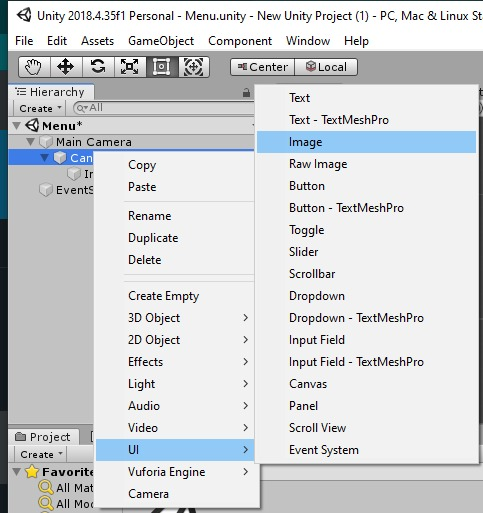 Unity 2018.4.35f1 Personal - Menu.unity - New Unity Project (1) - PC, Mac & Linux St
File Edit Assets GameObject Component Window Help
Center Local
Hierarchy
Create All
Menu*
Main Camera
Can
In
EventS
Copy
Paste
Rename
Duplicate
Delete
Create Empty
3D Object
2D Object
Effects
Light
Audio
Video
UI
Vuforia Engine
Camera
Text
Text - TextMeshPro
Image
Raw Image
Button
Button - TextMeshPro
Toggle
Slider
Scrollbar
Dropdown
Dropdown - TextMeshPro
Input Field
Input Field - TextMeshPro
Canvas
Panel
Scroll View
Event System
Project
Create
Favorite
All Mat
All Mod